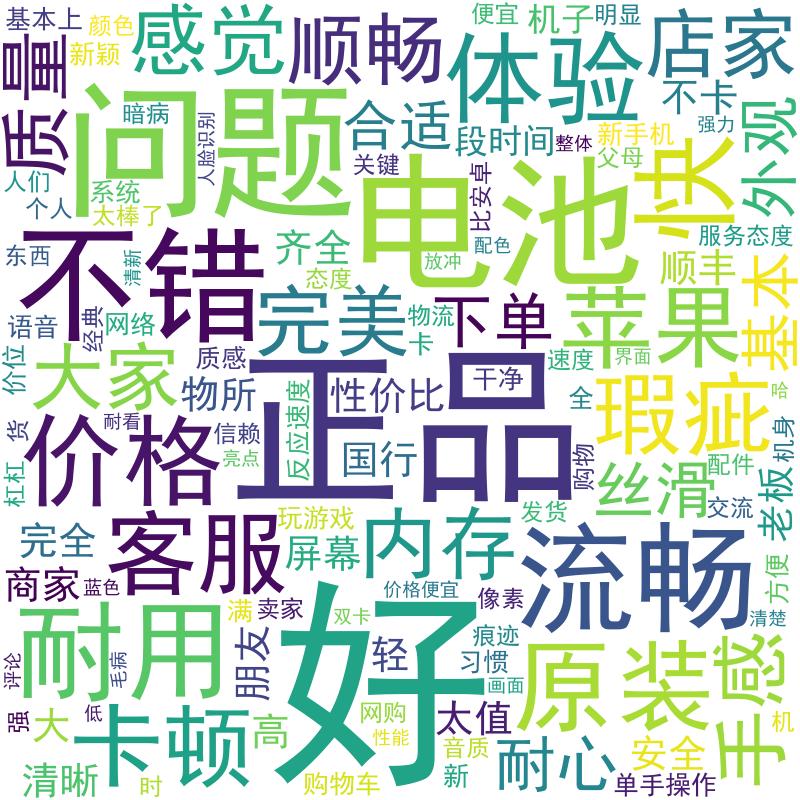 基本上
颜色
新颖
感觉
顺畅
便宜
机子
明显
体验
店家
质量
问题
暗病
人脸识别
合适
段时间
整体
新手机
父母
不卡
强力
外观
快
人们
个人
系统
太棒了
关键
电池
比安卓
配色
服务态度
东西
清新
不错
齐全
态度
放冲
顺丰
基本
语音
经典
网络
完美
物流
卡
下单
苹果
价位
大家
质感
物所
正品
性价比
干净
速度
界面
全
瑕疵
哈
货
耐看
价格
信赖
亮点
反应速度
国行
购物
丝滑
配件
机身
杠杠
玩游戏
发货
交流
老板
完全
客服
屏幕
内存
流畅
方便
商家
蓝色
满
卖家
双卡
价格便宜
像素
清楚
评论
耐用
毛病
朋友
好
轻
痕迹
习惯
画面
原装
手感
强
大
低
卡顿
高
网购
性能
太值
音质
耐心
安全
机
清晰
时
购物车
新
单手操作